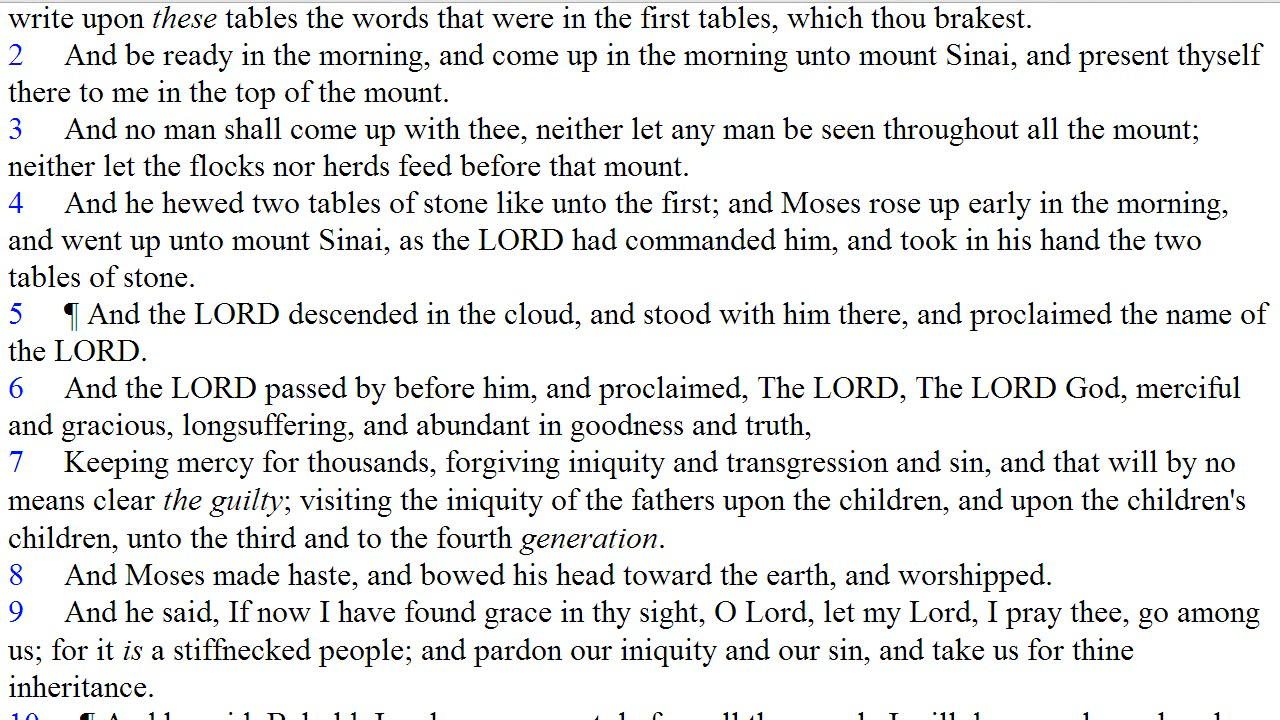 write upon these tables the words that were in the first tables, which thou brakest.
2 And be ready in the morning, and come up in the morning unto mount Sinai, and present thyself
there to me in the top of the mount.
3 And no man shall come up with thee, neither let any man be seen throughout all the mount;
neither let the flocks nor herds feed before that mount.
4 And he hewed two tables of stone like unto the first; and Moses rose up early in the morning,
and went up unto mount Sinai, as the LORD had commanded him, and took in his hand the two
tables of stone.
5 ¶ And the LORD descended in the cloud, and stood with him there, and proclaimed the name of
the LORD.
6 And the LORD passed by before him, and proclaimed, The LORD, The LORD God, merciful
and gracious, longsuffering, and abundant in goodness and truth,
7 Keeping mercy for thousands, forgiving iniquity and transgression and sin, and that will by no
means clear the guilty; visiting the iniquity of the fathers upon the children, and upon the children's
children, unto the third and to the fourth generation.
8 And Moses made haste, and bowed his head toward the earth, and worshipped.
9 And he said, If now I have found grace in thy sight, O Lord, let my Lord, I pray thee, go among
us; for it is a stiffnecked people; and pardon our iniquity and our sin, and take us for thine
inheritance.